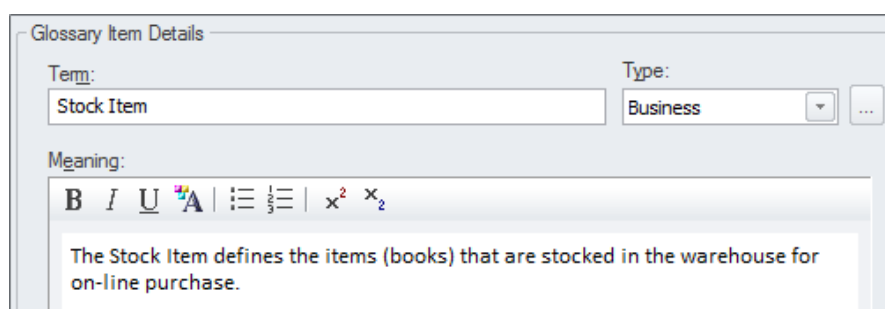 Glossary Item Details
Term: Type:
Stock Item Business ...
Meaning:
B I U A x² x₂
The Stock Item defines the items (books) that are stocked in the warehouse for
on-line purchase.